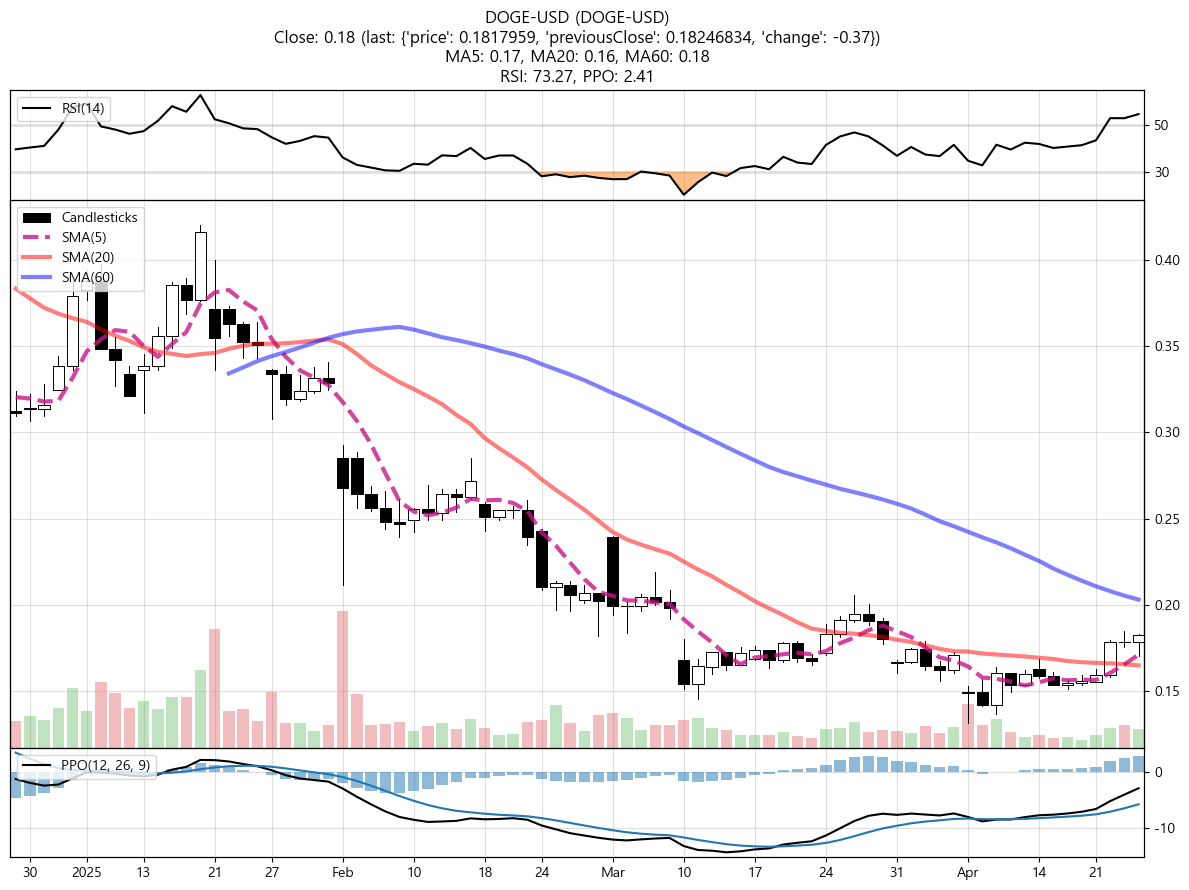 DOGE-USD (DOGE-USD)
Close: 0.18 (last: {'price': 0.1817959, 'previousClose': 0.18246834, 'change': -0.37})
MA5: 0.17, MA20: 0.16, MA60: 0.18
RSI: 73.27, PPO: 2.41
RSI(14)
50
30
Candlesticks
SMA(5)
SMA(20)
SMA(60)
0.40
0.35
0.30
0.25
0.20
0.15
PPO(12, 26, 9)
0
-10
30 2025 13 21 27 Feb 10 18 24 Mar 10 17 24 31 Apr 14 21